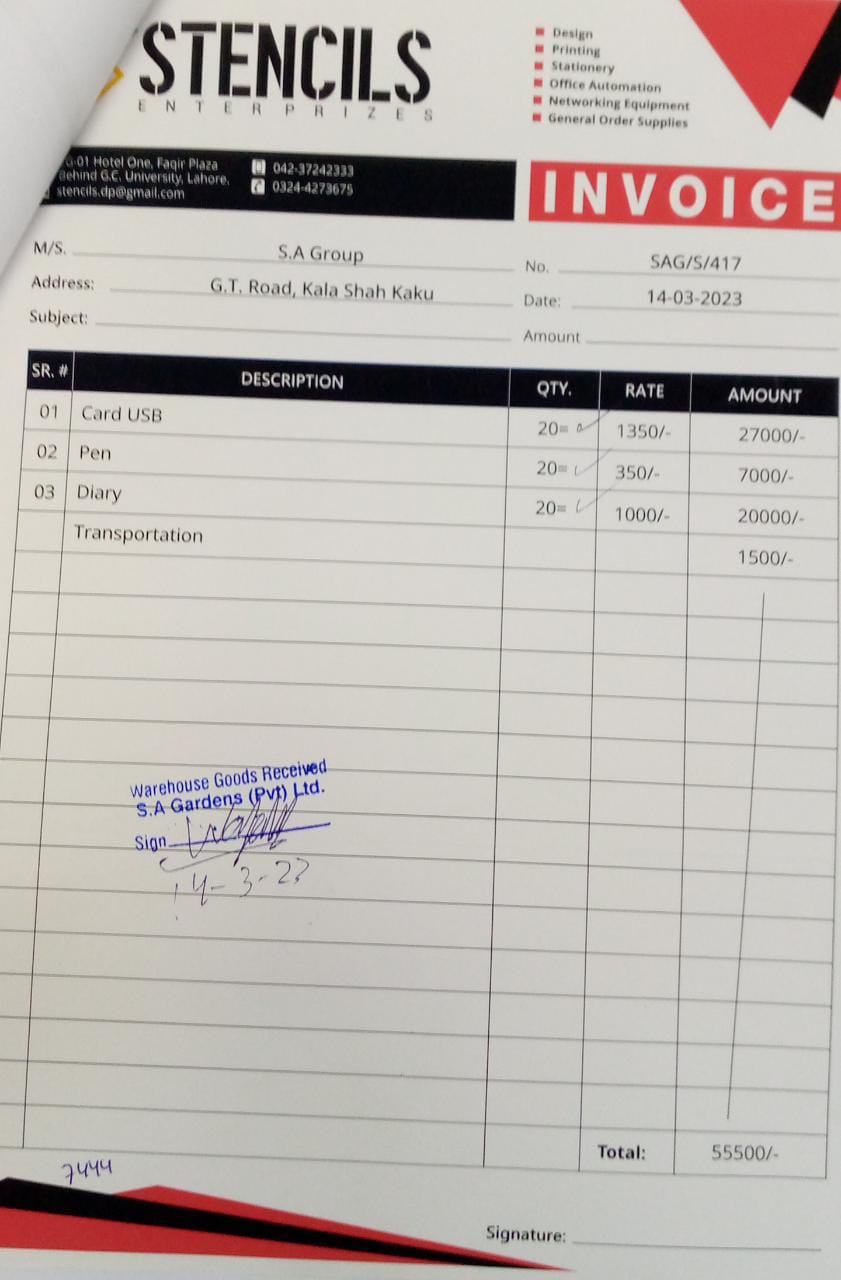 STENCILS
ENTERPRIZES
Design
Printing
Stationery
Office Automation
Networking Equipment
General Order Supplies
-01 Hotel One, Faqir Plaza
Behind G.C. University, Lahore.
stencils.dp@gmail.com
042-37242333
0324-4273675
INVOICE
M/S. S.A Group
Address: G.T. Road, Kala Shah Kaku
Subject:
No. SAG/S/417
Date: 14-03-2023
Amount
SR. # DESCRIPTION QTY. RATE AMOUNT
01 Card USB 20= 1350/- 27000/-
02 Pen 20= 350/- 7000/-
03 Diary 20= 1000/- 20000/-
Transportation 1500/-
Warehouse Goods Received
S.A Gardens (Pvt) Ltd.
Sign
14-3-23
Total: 55500/-
7444
Signature: